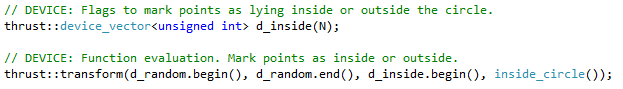 // DEVICE: Flags to mark points as lying inside or outside the circle.
thrust::device_vector<unsigned int> d_inside(N);
// DEVICE: Function evaluation. Mark points as inside or outside.
thrust::transform(d_random.begin(), d_random.end(), d_inside.begin(), inside_circle());